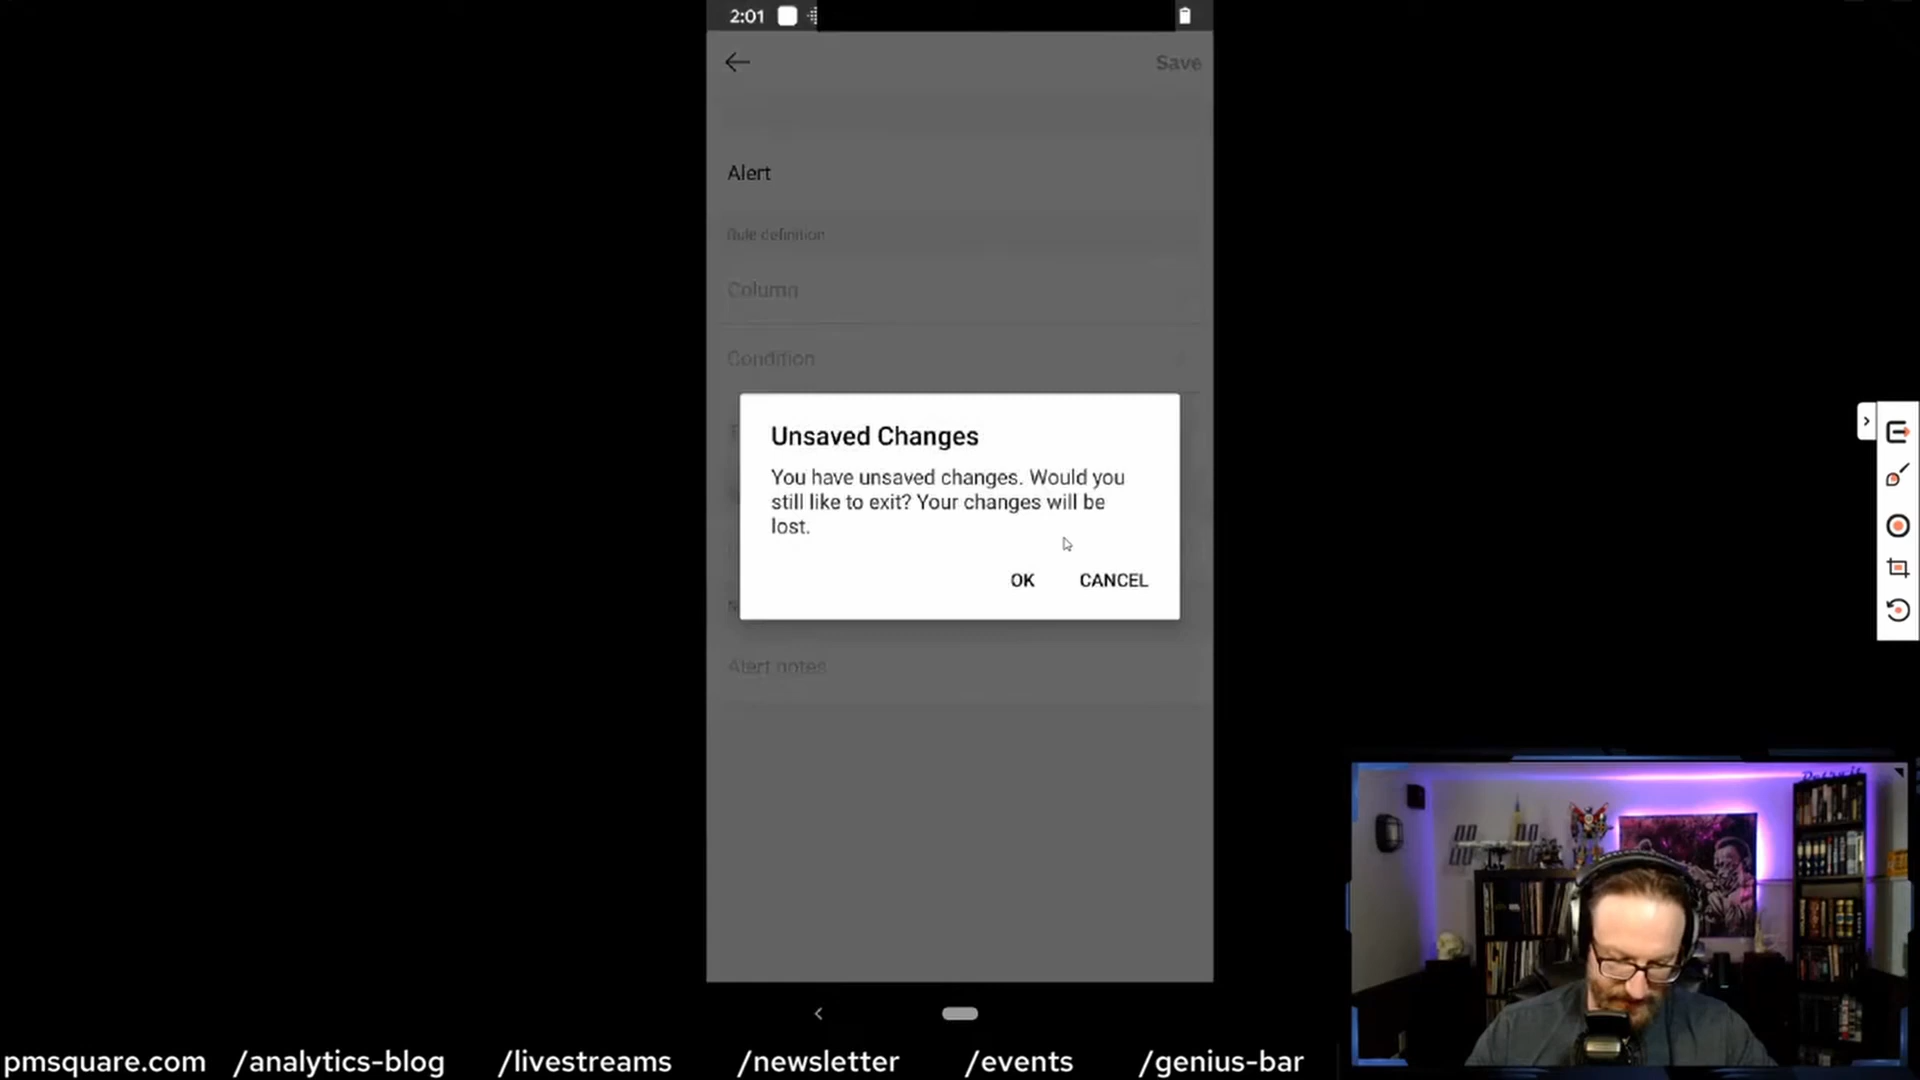 2:01
Save
Alert
Rule definition
Column
Condition
Unsaved Changes
You have unsaved changes. Would you
still like to exit? Your changes will be
lost.
OK CANCEL
Alert notes
pmsquare.com /analytics-blog /livestreams /newsletter /events /genius-bar